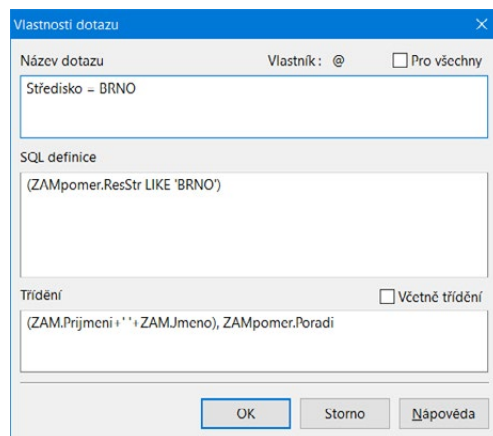 Vlastnosti dotazu
Název dotazu Vlastník: @ Pro všechny
Středisko = BRNO
SQL definice
(ZAMpomer.ResStr LIKE 'BRNO')
Třídění Včetně třídění
(ZAM.Prijmeni+' '+ZAM.Jmeno), ZAMpomer.Poradi
OK Storno Nápověda